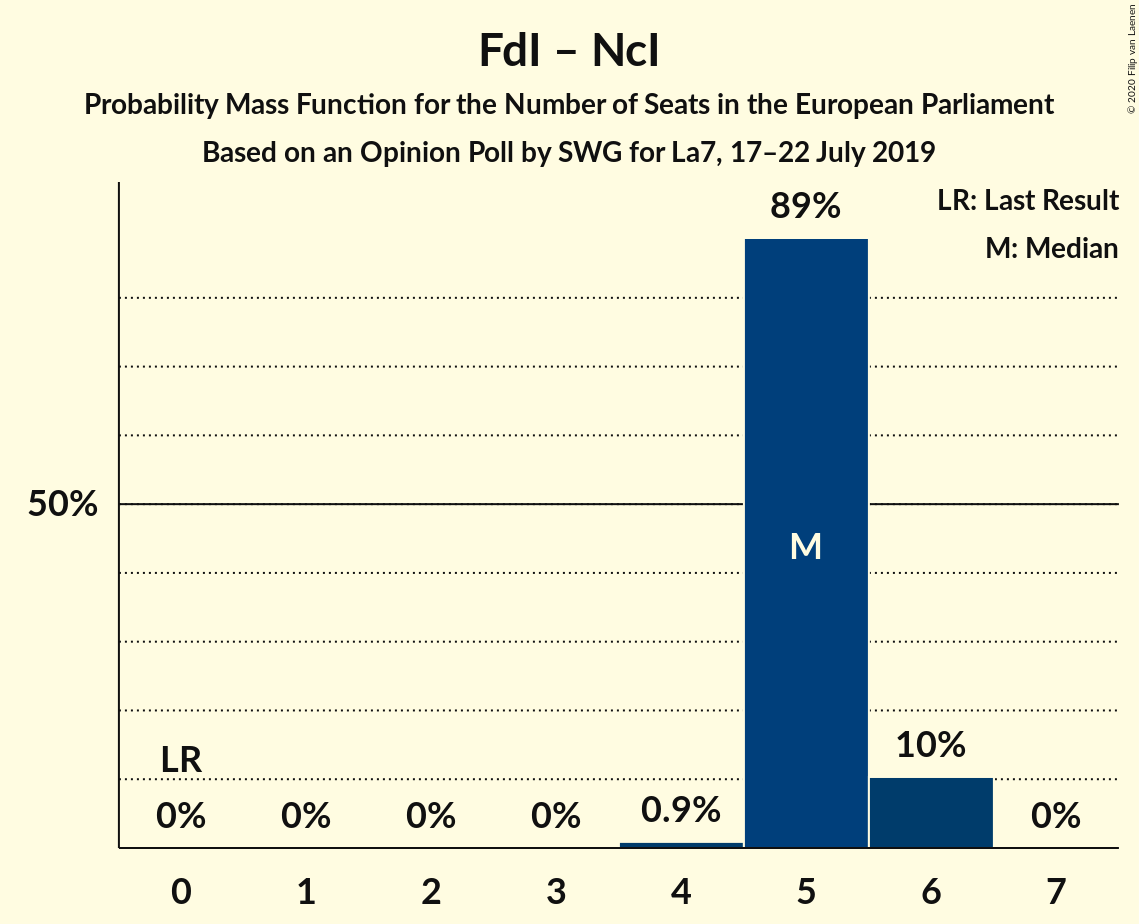 FdI – NcI
Probability Mass Function for the Number of Seats in the European Parliament
Based on an Opinion Poll by SWG for La7, 17–22 July 2019
© 2020 Filip van Laenen
LR: Last Result
M: Median
89%
50%
M
LR
10%
0%
0%
0%
0%
0.9%
0%
0
1
2
3
4
5
6
7